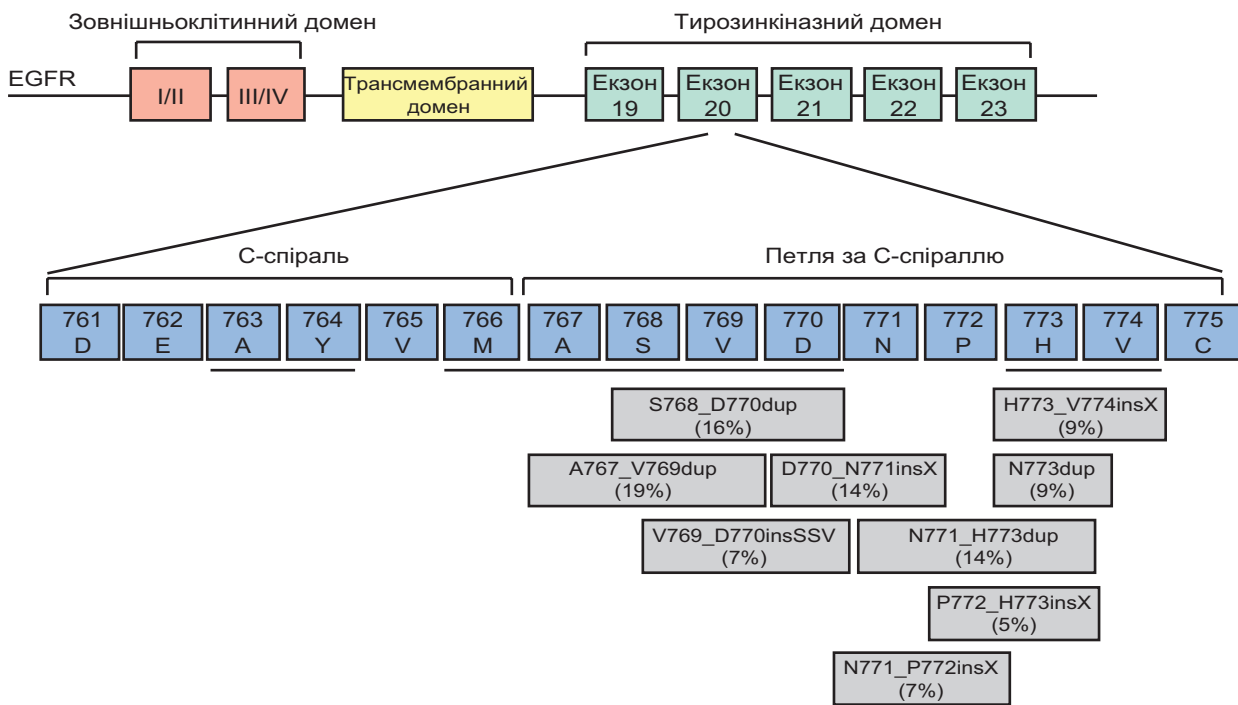 Зовнішньоклітинний домен
Тирозинкіназний домен
EGFR
I/II
III/IV
Трансмембранний
домен
Екзон
19
Екзон
20
Екзон
21
Екзон
22
Екзон
23
С-спіраль
Петля за С-спіраллю
761
D
762
E
763
A
764
Y
765
V
766
M
767
A
768
S
769
V
770
D
771
N
772
P
773
H
774
V
775
C
S768_D770dup
(16%)
H773_V774insX
(9%)
A767_V769dup
(19%)
D770_N771insX
(14%)
N773dup
(9%)
V769_D770insSSV
(7%)
N771_H773dup
(14%)
P772_H773insX
(5%)
N771_P772insX
(7%)